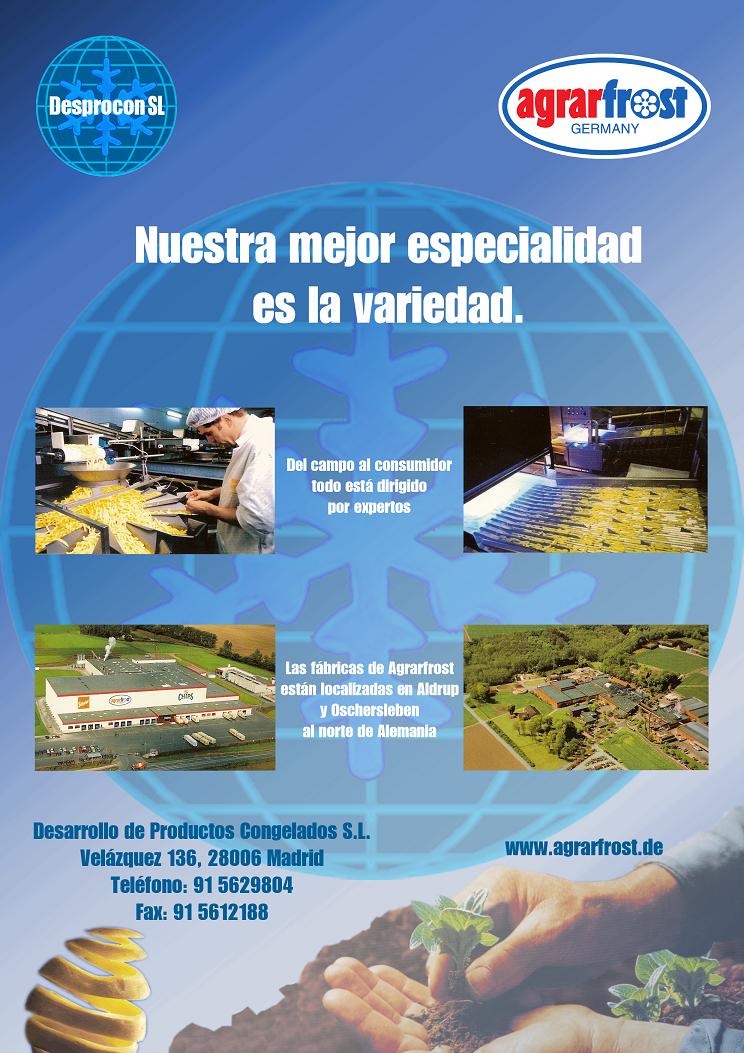 Desprocon SL
agrarfrost
GERMANY
Nuestra mejor especialidad
es la variedad.
Del campo al consumidor
todo está dirigido
por expertos
Las fábricas de Agrarfrost
están localizadas en Aldrup
y Oschersleben
al norte de Alemania
agrarfrost
CHIPS
Desarrollo de Productos Congelados S.L.
Velázquez 136, 28006 Madrid
Teléfono: 91 5629804
Fax: 91 5612188
www.agrarfrost.de